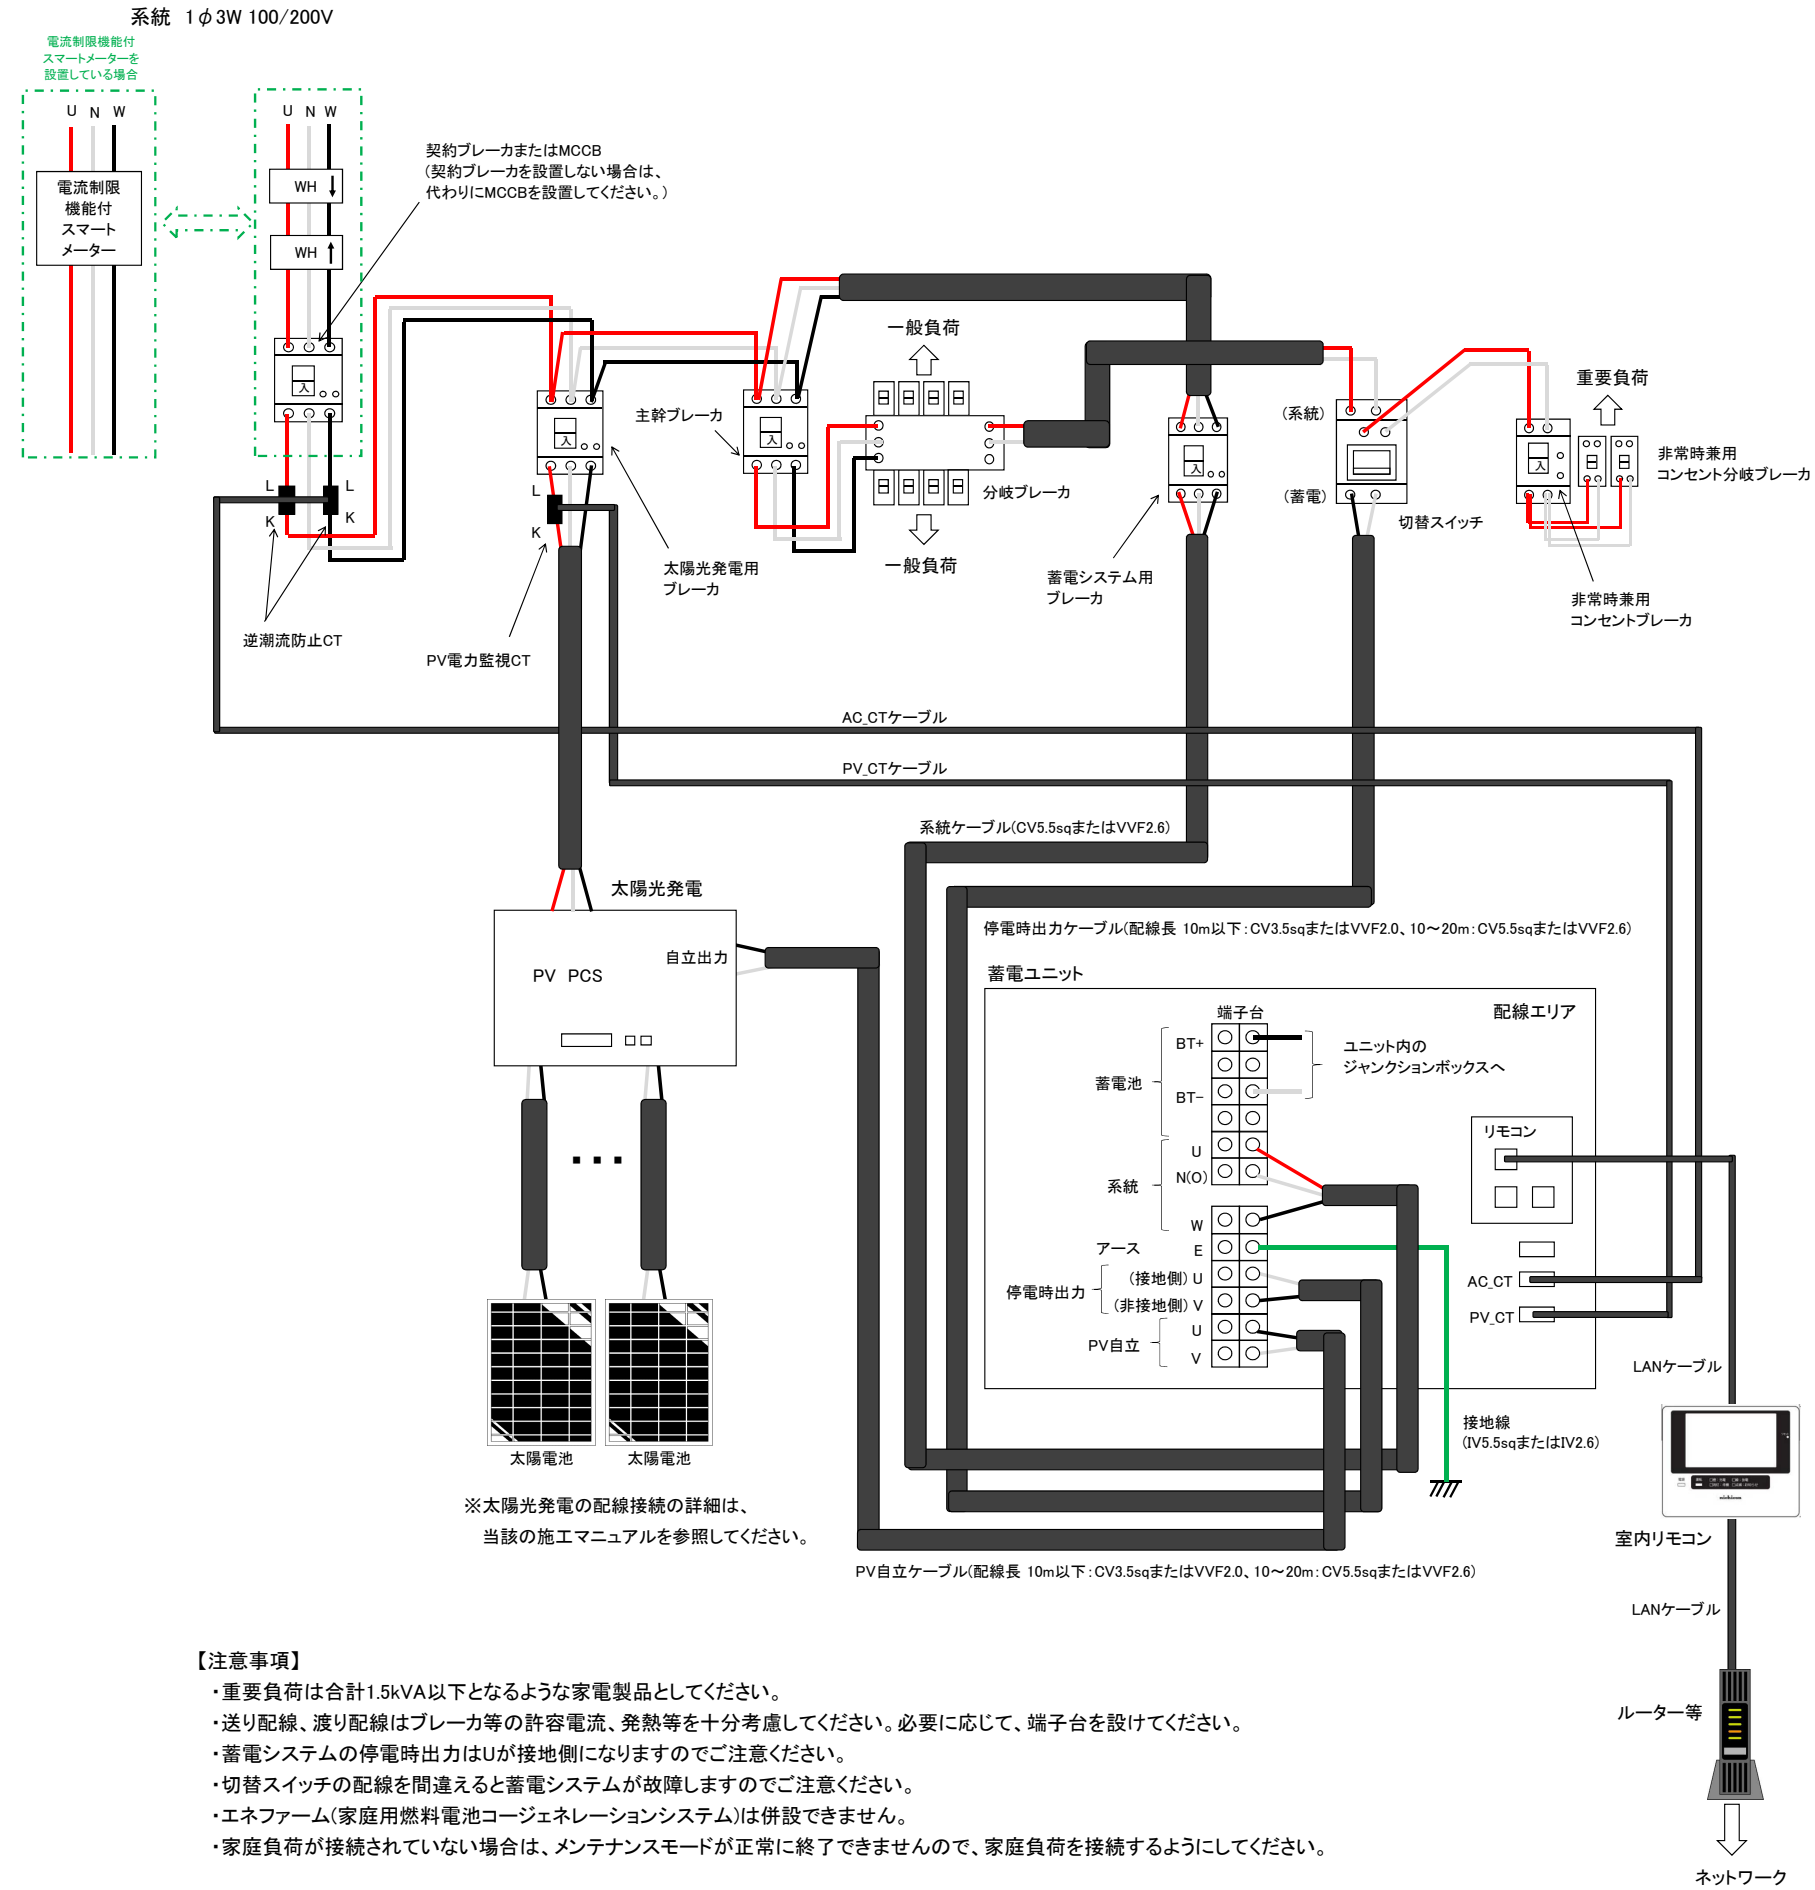 系統 1φ3W 100/200V
電流制限機能付
スマートメーターを
設置している場合
U N W
U N W
電流制限
機能付
スマート
メーター
WH
WH
契約ブレーカまたはMCCB
(契約ブレーカを設置しない場合は、
代わりにMCCBを設置してください。)
入
L
L
K
K
逆潮流防止CT
入
L
K
PV電力監視CT
太陽光発電用
ブレーカ
主幹ブレーカ
入
一般負荷
分岐ブレーカ
一般負荷
入
蓄電システム用
ブレーカ
(系統)
(蓄電)
切替スイッチ
重要負荷
入
非常時兼用
コンセント分岐ブレーカ
非常時兼用
コンセントブレーカ
AC_CTケーブル
PV_CTケーブル
系統ケーブル(CV5.5sqまたはVVF2.6)
停電時出力ケーブル(配線長 10m以下:CV3.5sqまたはVVF2.0、10～20m:CV5.5sqまたはVVF2.6)
太陽光発電
自立出力
PV PCS
太陽電池
太陽電池
※太陽光発電の配線接続の詳細は、
当該の施工マニュアルを参照してください。
蓄電ユニット
端子台
配線エリア
BT+
ユニット内の
ジャンクションボックスへ
蓄電池
BT-
U
N(O)
系統
W
アース
E
(接地側) U
停電時出力
(非接地側) V
U
PV自立
V
リモコン
AC_CT
PV_CT
LANケーブル
接地線
(IV5.5sqまたはIV2.6)
室内リモコン
PV自立ケーブル(配線長 10m以下:CV3.5sqまたはVVF2.0、10～20m:CV5.5sqまたはVVF2.6)
LANケーブル
ルーター等
ネットワーク
【注意事項】
・重要負荷は合計1.5kVA以下となるような家電製品としてください。
・送り配線、渡り配線はブレーカ等の許容電流、発熱等を十分考慮してください。必要に応じて、端子台を設けてください。
・蓄電システムの停電時出力はUが接地側になりますのでご注意ください。
・切替スイッチの配線を間違えると蓄電システムが故障しますのでご注意ください。
・エネファーム(家庭用燃料電池コージェネレーションシステム)は併設できません。
・家庭負荷が接続されていない場合は、メンテナンスモードが正常に終了できませんので、家庭負荷を接続するようにしてください。